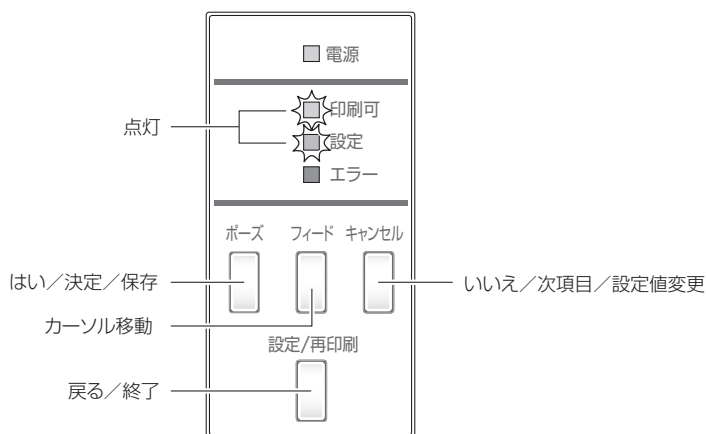 電源
印刷可
点灯
設定
エラー
ポーズ フィード キャンセル
はい／決定／保存
いいえ／次項目／設定値変更
カーソル移動
設定/再印刷
戻る／終了